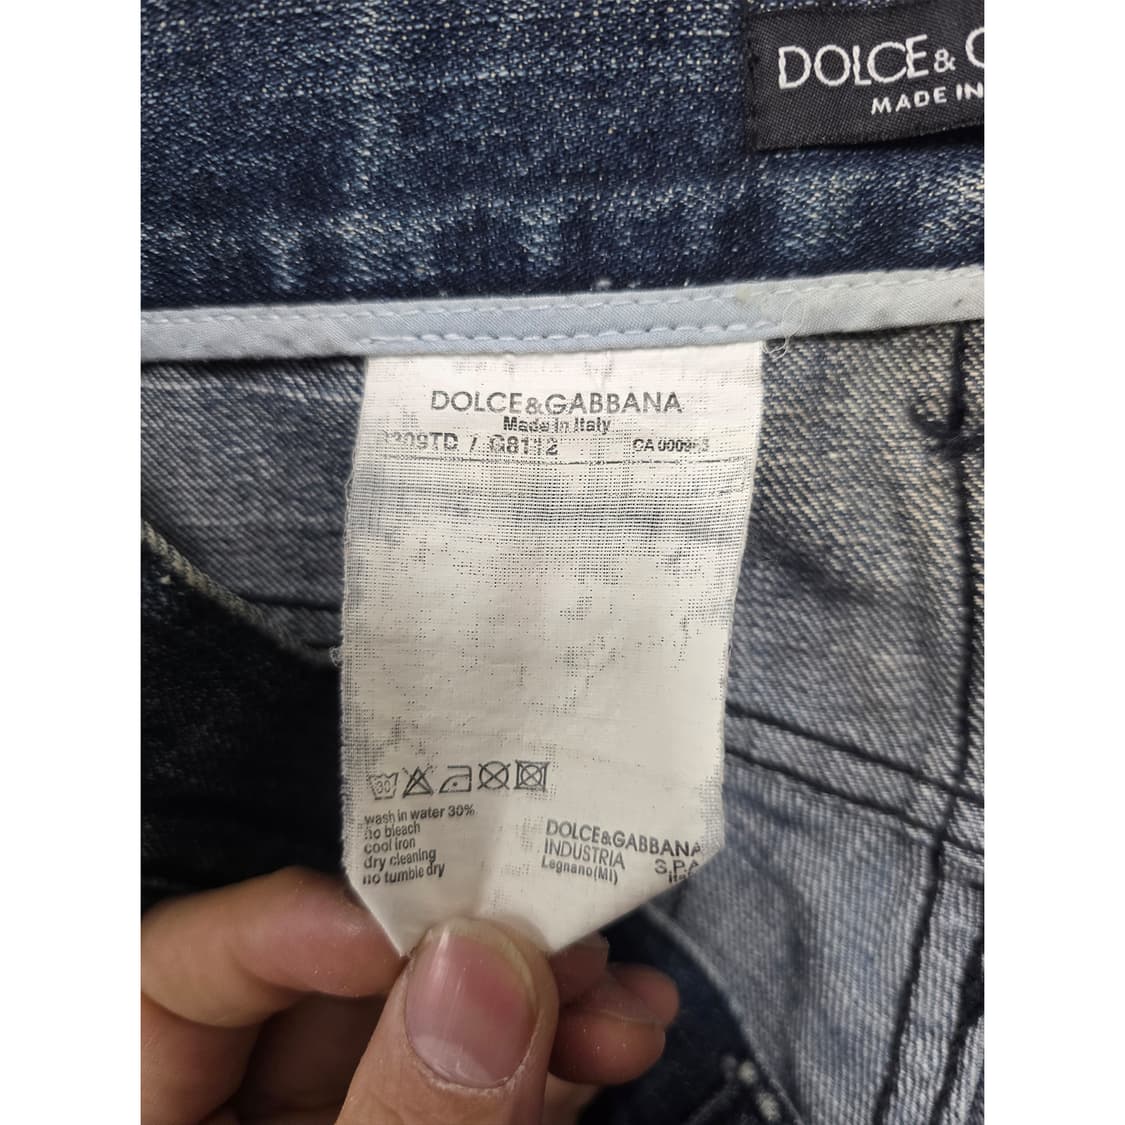 DOLCE&
MADE IN
DOLCE&GABBANA
Made in Italy
/ G8112
30
wash in water 30%
no bleach
cool iron
dry cleaning
no tumble dry
DOLCE&GABBANA
INDUSTRIA S.P.A
Legnano(MI)